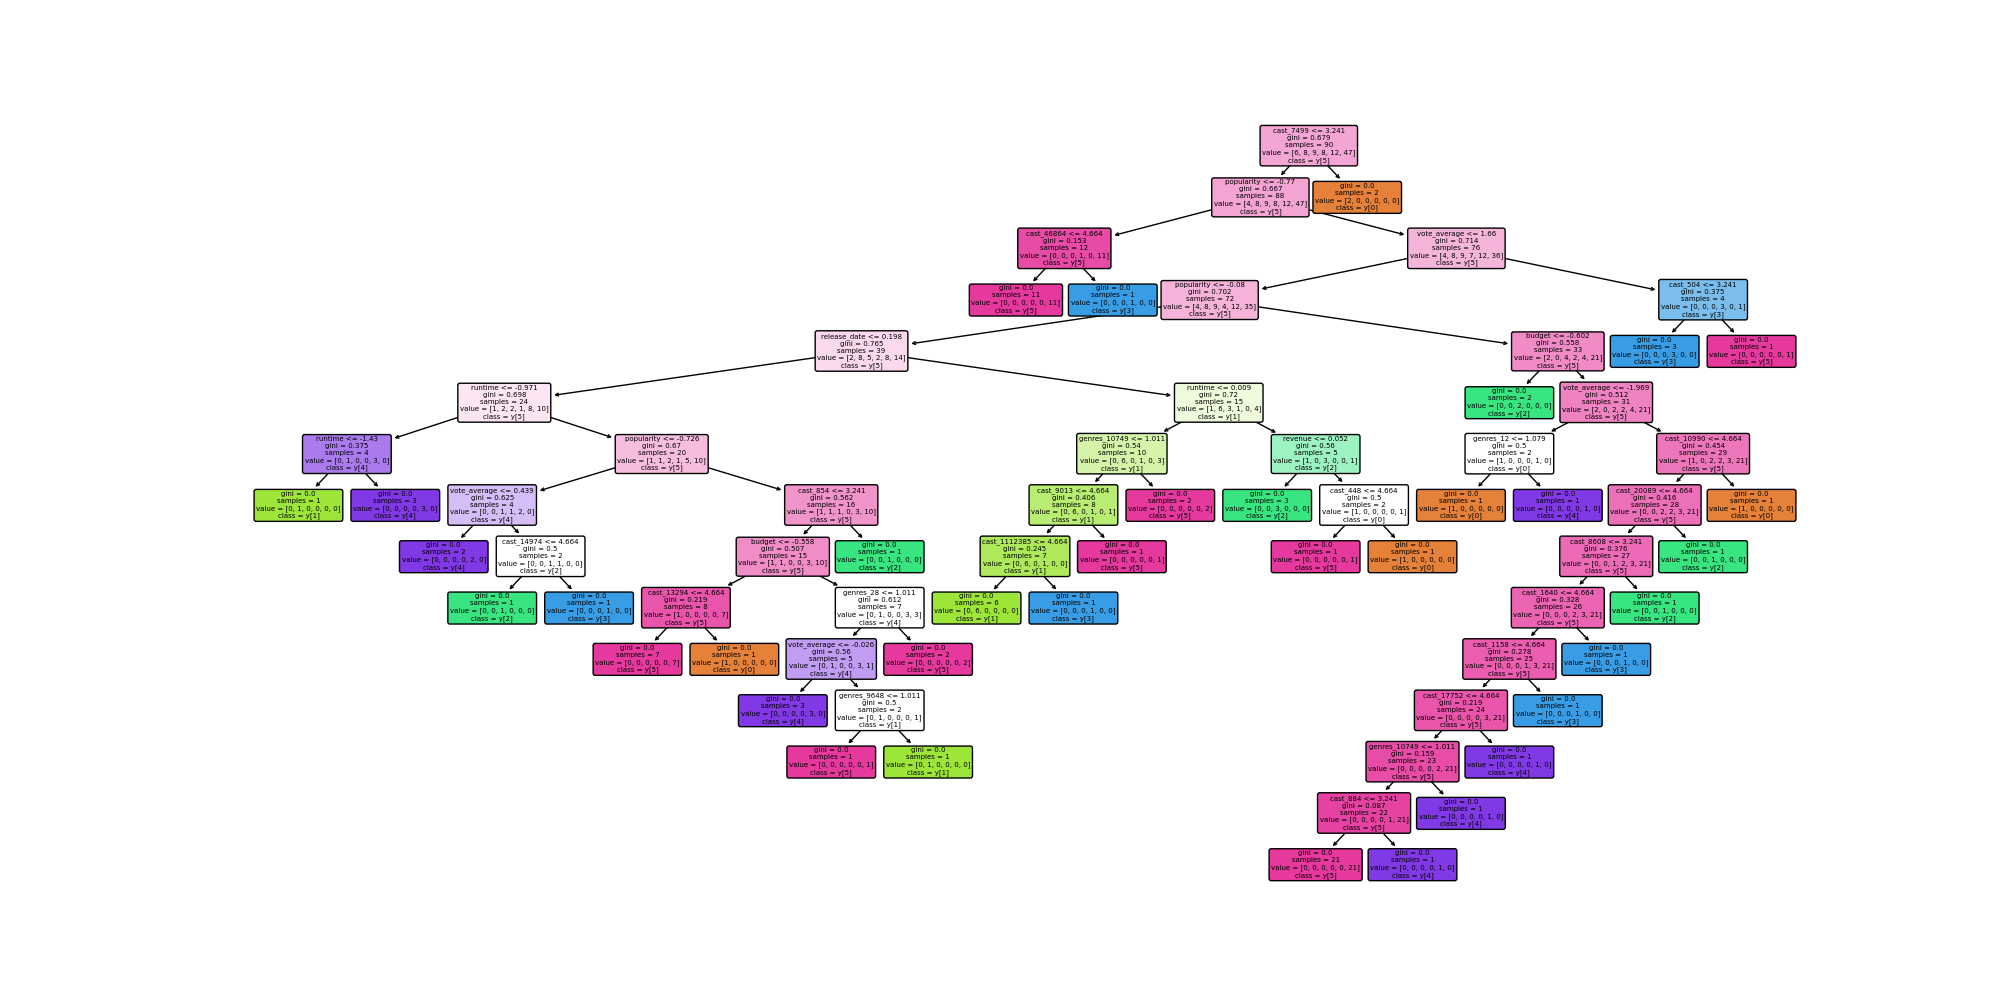 cast_7499 <= 3.241
gini = 0.679
samples = 90
value = [6, 8, 9, 8, 12, 47]
class = y[5]
popularity <= -0.77
gini = 0.667
samples = 88
value = [4, 8, 9, 8, 12, 47]
class = y[5]
gini = 0.0
samples = 2
value = [2, 0, 0, 0, 0, 0]
class = y[0]
cast_46864 <= 4.664
gini = 0.153
samples = 12
value = [0, 0, 0, 1, 0, 11]
class = y[5]
vote_average <= 1.66
gini = 0.714
samples = 76
value = [4, 8, 9, 7, 12, 36]
class = y[5]
gini = 0.0
samples = 11
value = [0, 0, 0, 0, 0, 11]
class = y[5]
gini = 0.0
samples = 1
value = [0, 0, 0, 1, 0, 0]
class = y[3]
popularity <= -0.08
gini = 0.702
samples = 72
value = [4, 8, 9, 4, 12, 35]
class = y[5]
cast_504 <= 3.241
gini = 0.375
samples = 4
value = [0, 0, 0, 3, 0, 1]
class = y[3]
release_date <= 0.198
gini = 0.765
samples = 39
value = [2, 8, 5, 2, 8, 14]
class = y[5]
budget <= -0.602
gini = 0.558
samples = 33
value = [2, 0, 4, 2, 4, 21]
class = y[5]
gini = 0.0
samples = 3
value = [0, 0, 0, 3, 0, 0]
class = y[3]
gini = 0.0
samples = 1
value = [0, 0, 0, 0, 0, 1]
class = y[5]
runtime <= -0.971
gini = 0.698
samples = 24
value = [1, 2, 2, 1, 8, 10]
class = y[5]
runtime <= 0.009
gini = 0.72
samples = 15
value = [1, 6, 3, 1, 0, 4]
class = y[1]
gini = 0.0
samples = 2
value = [0, 0, 2, 0, 0, 0]
class = y[2]
vote_average <= -1.969
gini = 0.512
samples = 31
value = [2, 0, 2, 2, 4, 21]
class = y[5]
runtime <= -1.43
gini = 0.375
samples = 4
value = [0, 1, 0, 0, 3, 0]
class = y[4]
popularity <= -0.726
gini = 0.67
samples = 20
value = [1, 1, 2, 1, 5, 10]
class = y[5]
genres_10749 <= 1.011
gini = 0.54
samples = 10
value = [0, 6, 0, 1, 0, 3]
class = y[1]
revenue <= 0.052
gini = 0.56
samples = 5
value = [1, 0, 3, 0, 0, 1]
class = y[2]
genres_12 <= 1.079
gini = 0.5
samples = 2
value = [1, 0, 0, 0, 1, 0]
class = y[0]
cast_10990 <= 4.664
gini = 0.454
samples = 29
value = [1, 0, 2, 2, 3, 21]
class = y[5]
gini = 0.0
samples = 1
value = [0, 1, 0, 0, 0, 0]
class = y[1]
gini = 0.0
samples = 3
value = [0, 0, 0, 0, 3, 0]
class = y[4]
vote_average <= 0.439
gini = 0.625
samples = 4
value = [0, 0, 1, 1, 2, 0]
class = y[4]
cast_854 <= 3.241
gini = 0.562
samples = 16
value = [1, 1, 1, 0, 3, 10]
class = y[5]
cast_9013 <= 4.664
gini = 0.406
samples = 8
value = [0, 6, 0, 1, 0, 1]
class = y[1]
gini = 0.0
samples = 2
value = [0, 0, 0, 0, 0, 2]
class = y[5]
gini = 0.0
samples = 3
value = [0, 0, 3, 0, 0, 0]
class = y[2]
cast_448 <= 4.664
gini = 0.5
samples = 2
value = [1, 0, 0, 0, 0, 1]
class = y[0]
gini = 0.0
samples = 1
value = [1, 0, 0, 0, 0, 0]
class = y[0]
gini = 0.0
samples = 1
value = [0, 0, 0, 0, 1, 0]
class = y[4]
cast_20089 <= 4.664
gini = 0.416
samples = 28
value = [0, 0, 2, 2, 3, 21]
class = y[5]
gini = 0.0
samples = 1
value = [1, 0, 0, 0, 0, 0]
class = y[0]
gini = 0.0
samples = 2
value = [0, 0, 0, 0, 2, 0]
class = y[4]
cast_14974 <= 4.664
gini = 0.5
samples = 2
value = [0, 0, 1, 1, 0, 0]
class = y[2]
budget <= -0.558
gini = 0.507
samples = 15
value = [1, 1, 0, 0, 3, 10]
class = y[5]
gini = 0.0
samples = 1
value = [0, 0, 1, 0, 0, 0]
class = y[2]
cast_1112385 <= 4.664
gini = 0.245
samples = 7
value = [0, 6, 0, 1, 0, 0]
class = y[1]
gini = 0.0
samples = 1
value = [0, 0, 0, 0, 0, 1]
class = y[5]
gini = 0.0
samples = 1
value = [0, 0, 0, 0, 0, 1]
class = y[5]
gini = 0.0
samples = 1
value = [1, 0, 0, 0, 0, 0]
class = y[0]
cast_8608 <= 3.241
gini = 0.376
samples = 27
value = [0, 0, 1, 2, 3, 21]
class = y[5]
gini = 0.0
samples = 1
value = [0, 0, 1, 0, 0, 0]
class = y[2]
gini = 0.0
samples = 1
value = [0, 0, 1, 0, 0, 0]
class = y[2]
gini = 0.0
samples = 1
value = [0, 0, 0, 1, 0, 0]
class = y[3]
cast_13294 <= 4.664
gini = 0.219
samples = 8
value = [1, 0, 0, 0, 0, 7]
class = y[5]
genres_28 <= 1.011
gini = 0.612
samples = 7
value = [0, 1, 0, 0, 3, 3]
class = y[4]
gini = 0.0
samples = 6
value = [0, 6, 0, 0, 0, 0]
class = y[1]
gini = 0.0
samples = 1
value = [0, 0, 0, 1, 0, 0]
class = y[3]
cast_1640 <= 4.664
gini = 0.328
samples = 26
value = [0, 0, 0, 2, 3, 21]
class = y[5]
gini = 0.0
samples = 1
value = [0, 0, 1, 0, 0, 0]
class = y[2]
gini = 0.0
samples = 7
value = [0, 0, 0, 0, 0, 7]
class = y[5]
gini = 0.0
samples = 1
value = [1, 0, 0, 0, 0, 0]
class = y[0]
vote_average <= -0.026
gini = 0.56
samples = 5
value = [0, 1, 0, 0, 3, 1]
class = y[4]
gini = 0.0
samples = 2
value = [0, 0, 0, 0, 0, 2]
class = y[5]
cast_1158 <= 4.664
gini = 0.278
samples = 25
value = [0, 0, 0, 1, 3, 21]
class = y[5]
gini = 0.0
samples = 1
value = [0, 0, 0, 1, 0, 0]
class = y[3]
gini = 0.0
samples = 3
value = [0, 0, 0, 0, 3, 0]
class = y[4]
genres_9648 <= 1.011
gini = 0.5
samples = 2
value = [0, 1, 0, 0, 0, 1]
class = y[1]
cast_17752 <= 4.664
gini = 0.219
samples = 24
value = [0, 0, 0, 0, 3, 21]
class = y[5]
gini = 0.0
samples = 1
value = [0, 0, 0, 1, 0, 0]
class = y[3]
gini = 0.0
samples = 1
value = [0, 0, 0, 0, 0, 1]
class = y[5]
gini = 0.0
samples = 1
value = [0, 1, 0, 0, 0, 0]
class = y[1]
genres_10749 <= 1.011
gini = 0.159
samples = 23
value = [0, 0, 0, 0, 2, 21]
class = y[5]
gini = 0.0
samples = 1
value = [0, 0, 0, 0, 1, 0]
class = y[4]
cast_884 <= 3.241
gini = 0.087
samples = 22
value = [0, 0, 0, 0, 1, 21]
class = y[5]
gini = 0.0
samples = 1
value = [0, 0, 0, 0, 1, 0]
class = y[4]
gini = 0.0
samples = 21
value = [0, 0, 0, 0, 0, 21]
class = y[5]
gini = 0.0
samples = 1
value = [0, 0, 0, 0, 1, 0]
class = y[4]